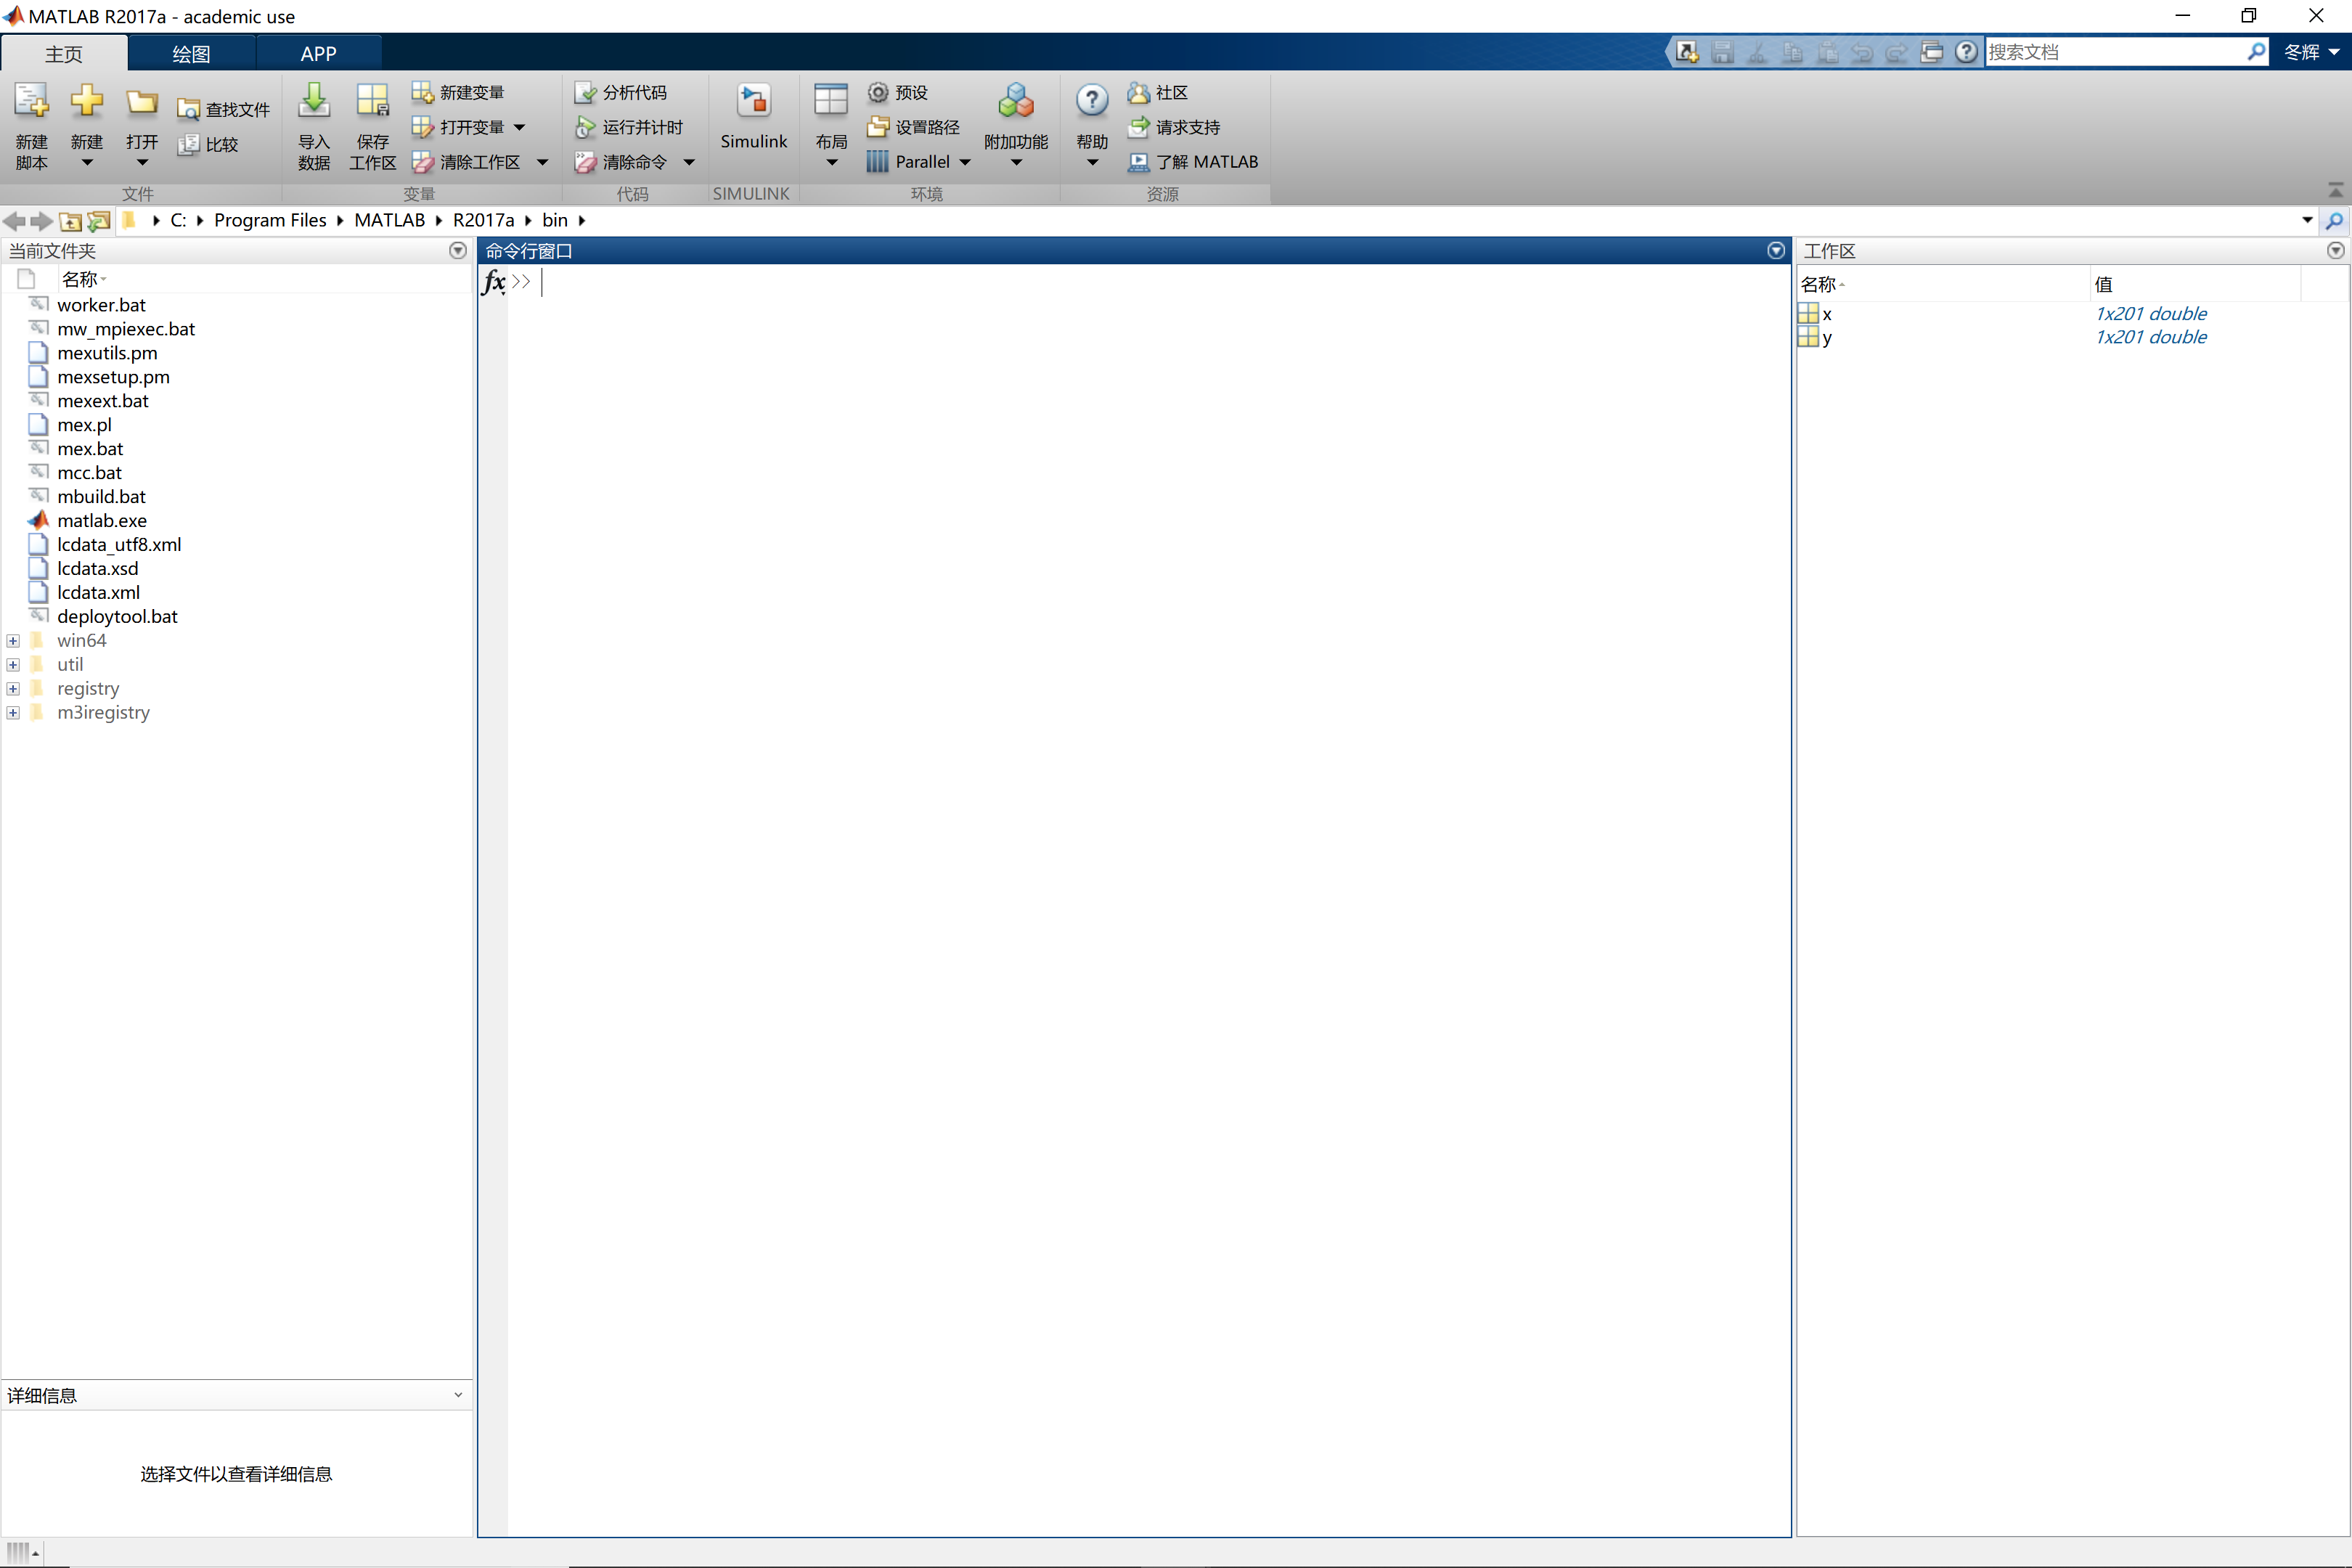 MATLAB R2017a - academic use
主页 绘图 APP 搜索文档 冬辉
新建脚本 新建 打开 查找文件 比较
导入数据 保存工作区 新建变量 打开变量 清除工作区
分析代码 运行并计时 清除命令
Simulink
布局 预设 设置路径 Parallel 附加功能
帮助 社区 请求支持 了解 MATLAB
文件 变量 代码 SIMULINK 环境 资源
C: Program Files MATLAB R2017a bin
当前文件夹
名称
worker.bat
mw_mpiexec.bat
mexutils.pm
mexsetup.pm
mexext.bat
mex.pl
mex.bat
mcc.bat
mbuild.bat
matlab.exe
lcdata_utf8.xml
lcdata.xsd
lcdata.xml
deploytool.bat
win64
util
registry
m3iregistry
详细信息
选择文件以查看详细信息
命令行窗口
fx >>
工作区
名称 值
x 1x201 double
y 1x201 double